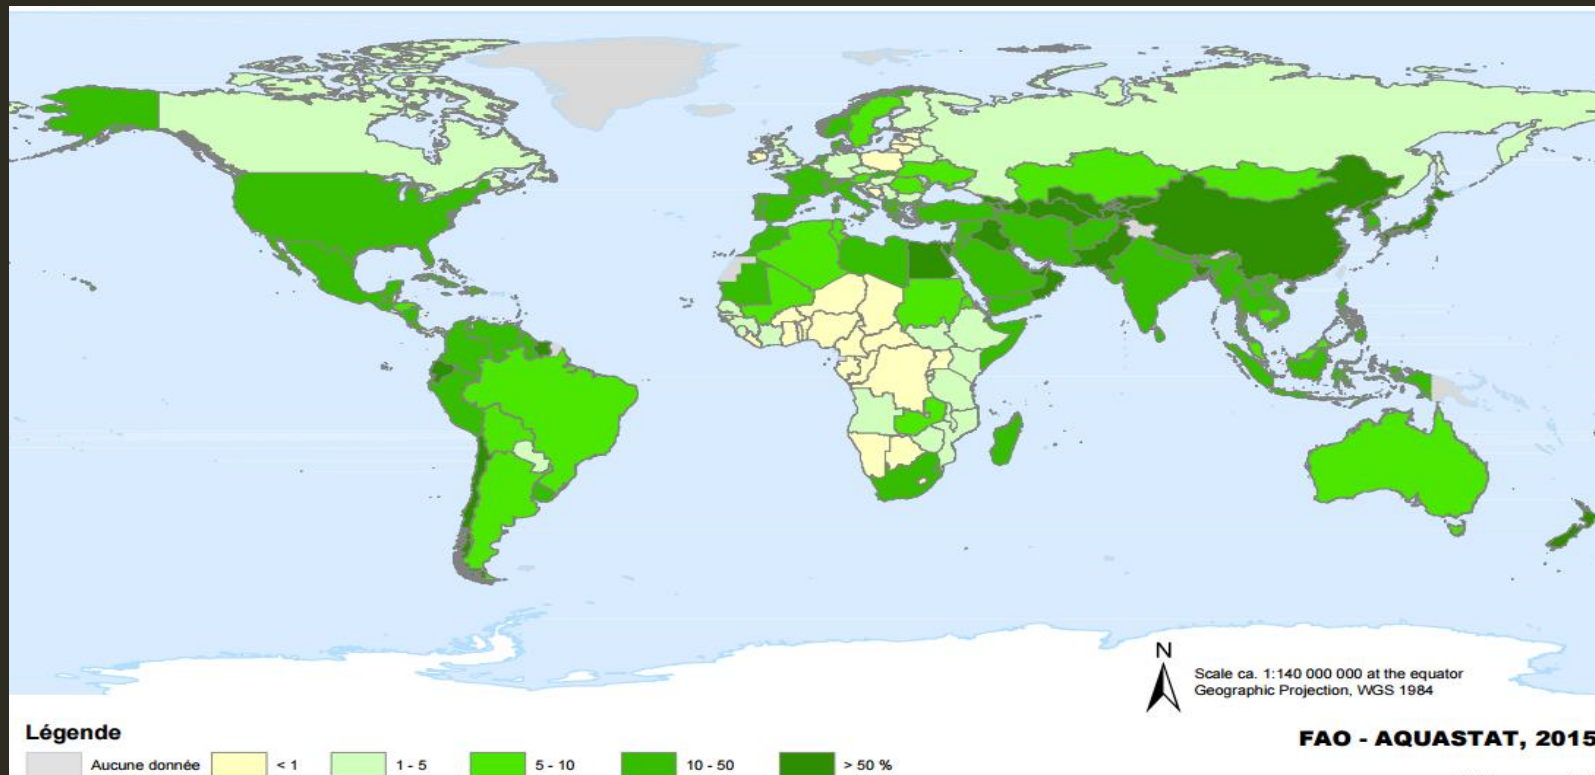 N
Scale ca. 1:140 000 000 at the equator
Geographic Projection, WGS 1984
Légende
FAO - AQUASTAT, 2015
Aucune donnée
< 1
1 - 5
5 - 10
10 - 50
> 50 %